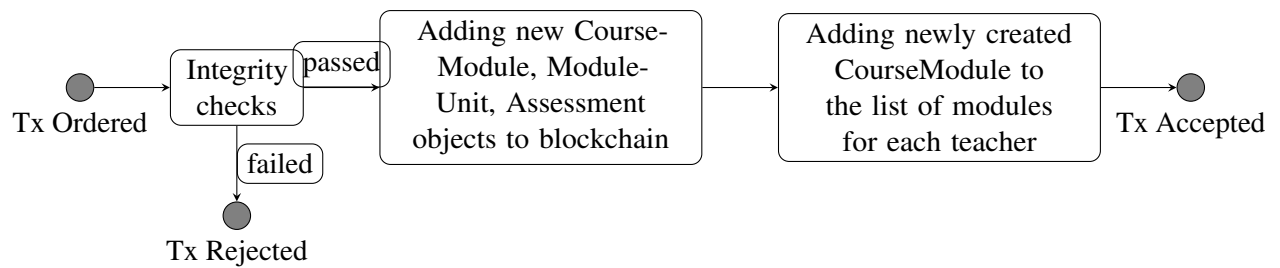 Tx Ordered
Integrity
checks
passed
failed
Tx Rejected
Adding new Course-
Module, Module-
Unit, Assessment
objects to blockchain
Adding newly created
CourseModule to
the list of modules
for each teacher
Tx Accepted